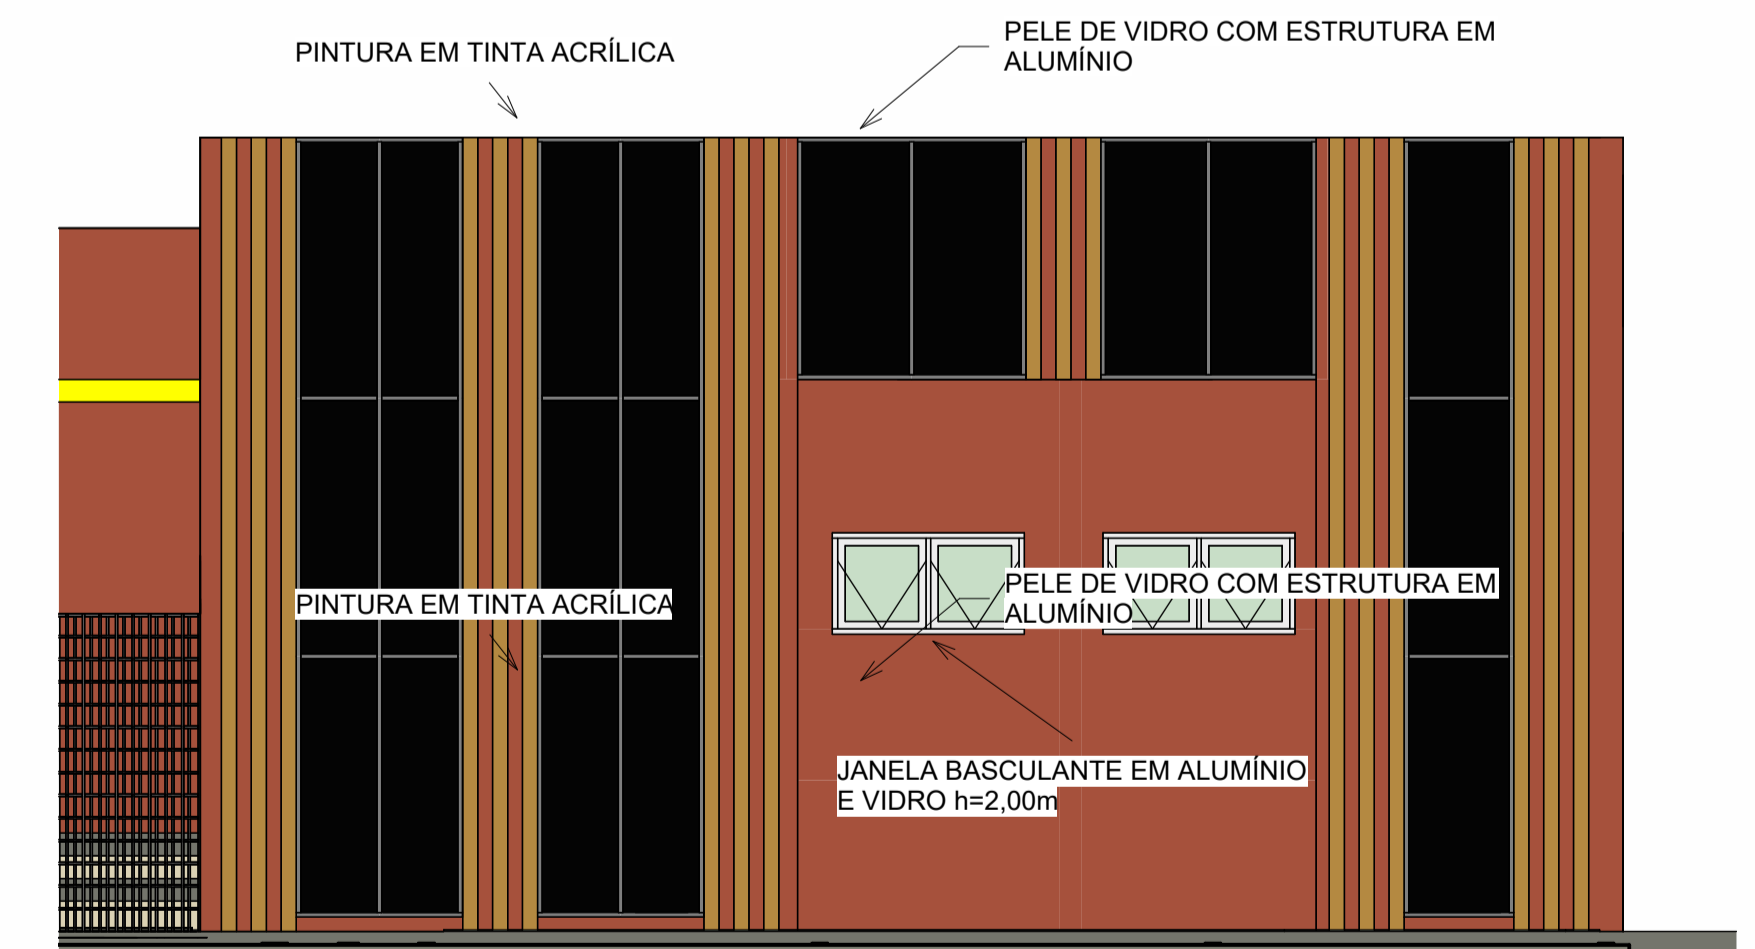 PINTURA EM TINTA ACRÍLICA
PELE DE VIDRO COM ESTRUTURA EM
ALUMÍNIO
PINTURA EM TINTA ACRÍLICA
PELE DE VIDRO COM ESTRUTURA EM
ALUMÍNIO
JANELA BASCULANTE EM ALUMÍNIO
E VIDRO h=2,00m